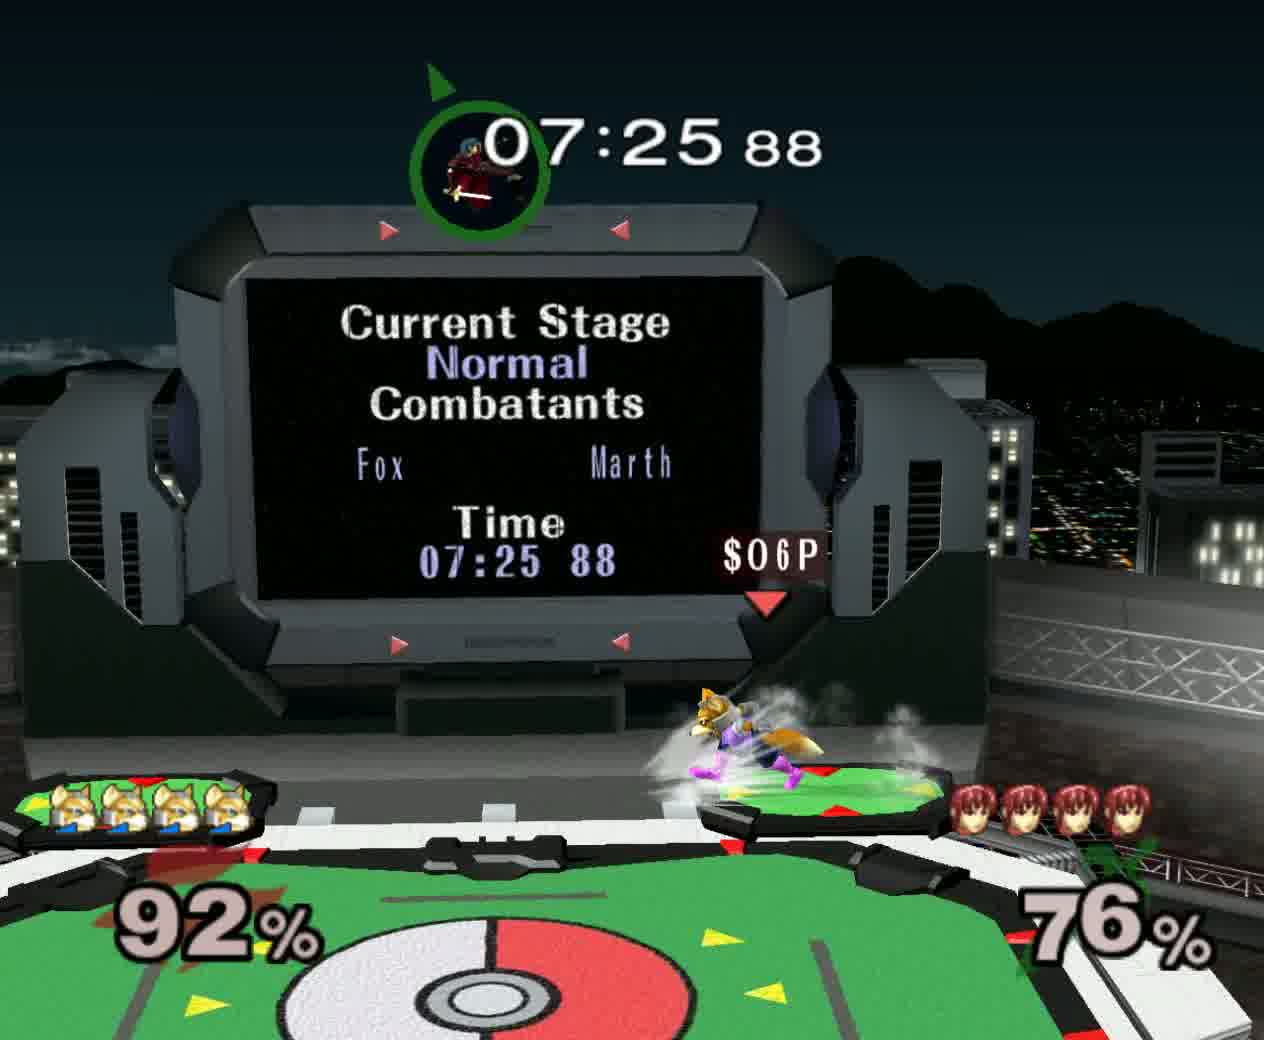 07:25 88
Current Stage
Normal
Combatants
Fox Marth
Time
07:25 88
$06P
92%
76%